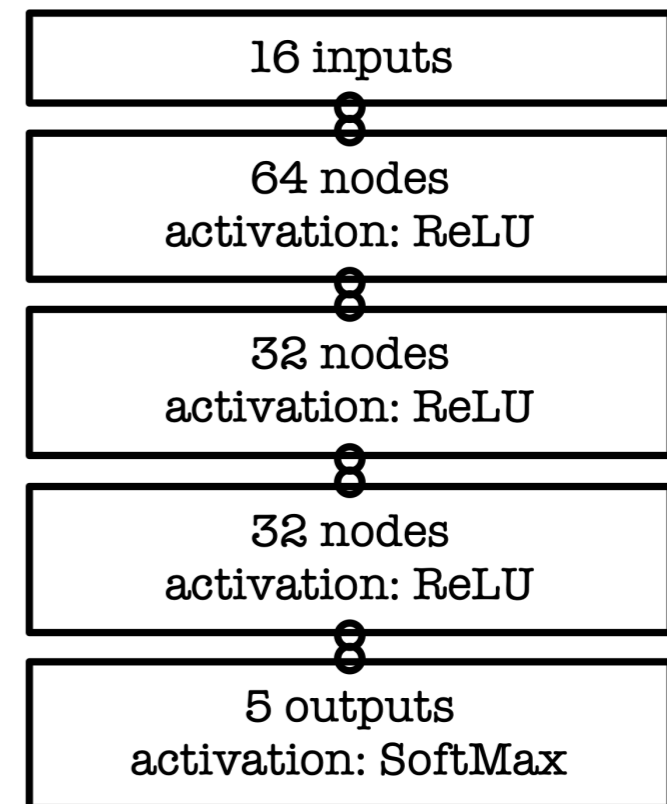 16 inputs
64 nodes
activation: ReLU
32 nodes
activation: ReLU
32 nodes
activation: ReLU
5 outputs
activation: SoftMax